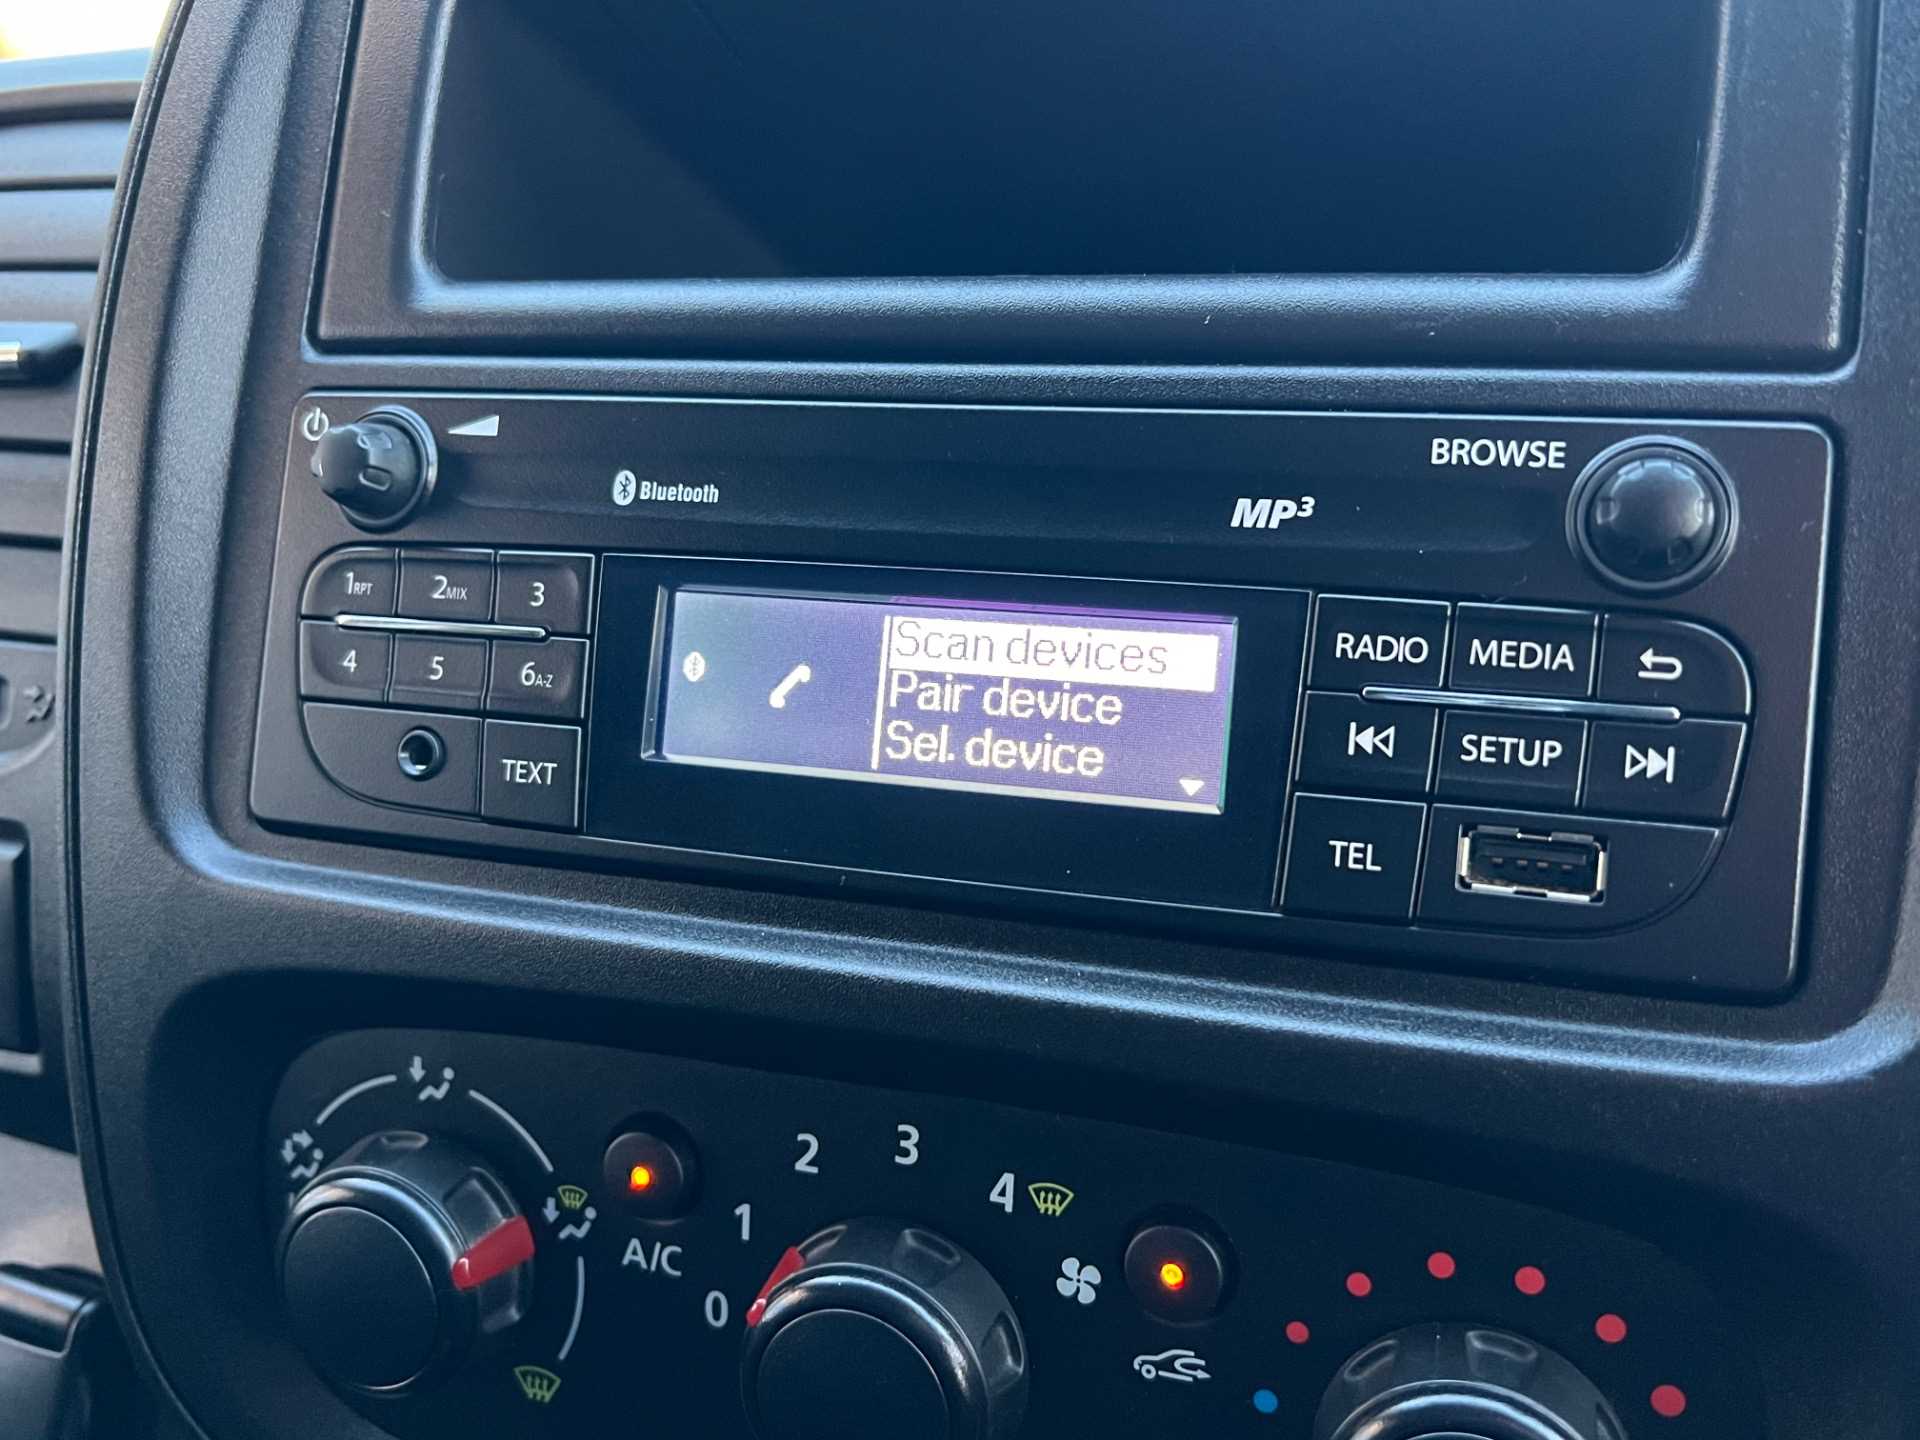 BROWSE
Bluetooth
MP3
1RPT 2MIX 3
4 5 6A-Z
TEXT
Scan devices
Pair device
Sel. device
RADIO MEDIA
SETUP
TEL
A/C
0 1 2 3 4